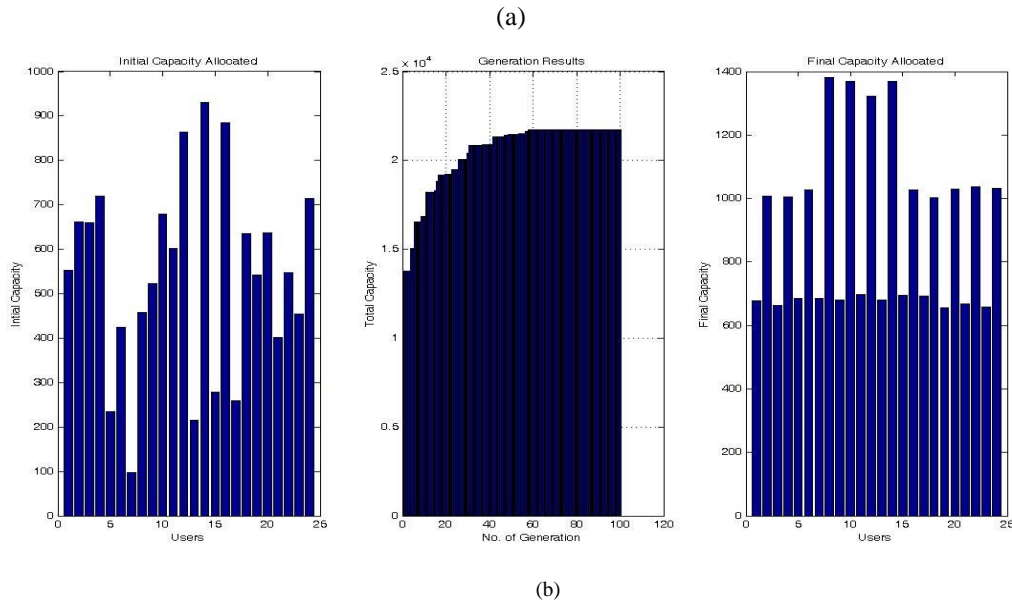 (a)
Initial Capacity Allocated
1000
900
800
700
600
500
400
300
200
100
0
0 5 10 15 20 25
Intial Capacity
Users
Generation Results
× 10⁴
2.5
2
1.5
1
0.5
0
0 20 40 60 80 100 120
Total Capacity
No. of Generation
Final Capacity Allocated
1400
1200
1000
800
600
400
200
0
0 5 10 15 20 25
Final Capacity
Users
(b)